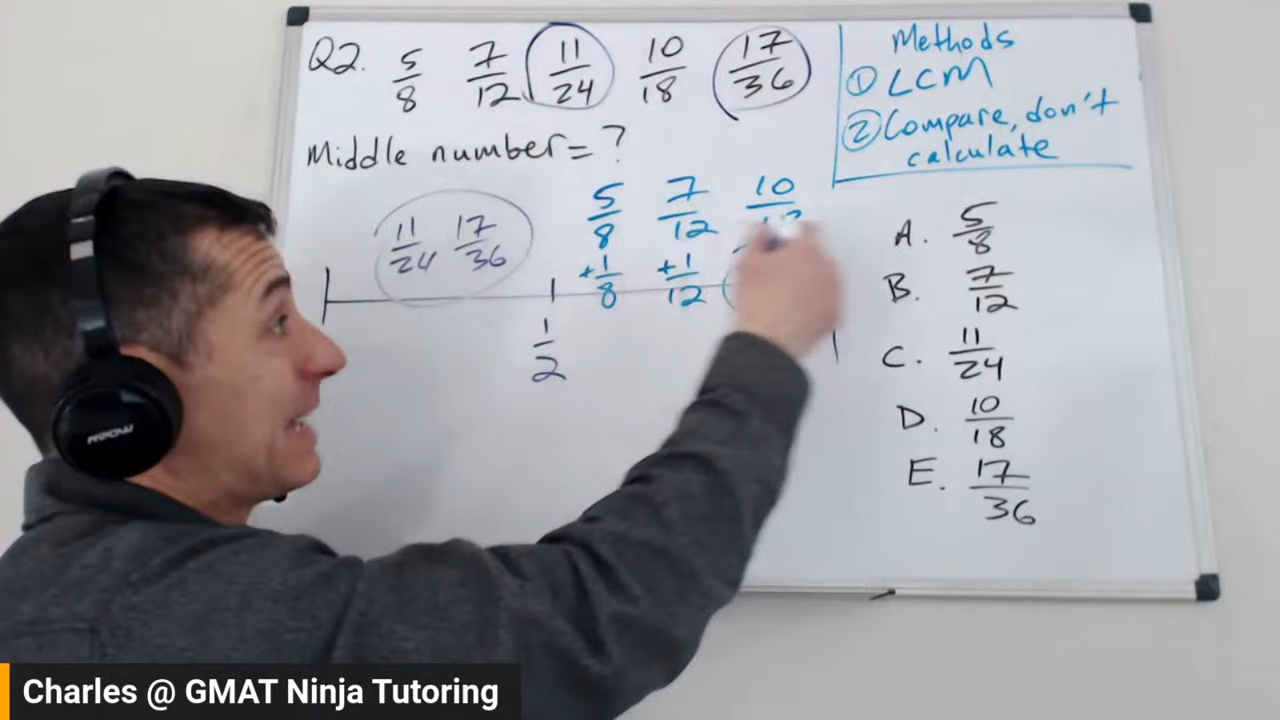 Q2. 5/8 7/12 11/24 10/18 17/36
Middle number = ?
Methods
① LCM
② Compare, don't
calculate
11/24 17/36
5/8 7/12 10
+1/8 +1/12
1/2
A. 5/8
B. 7/12
C. 11/24
D. 10/18
E. 17/36
MPOW
Charles @ GMAT Ninja Tutoring